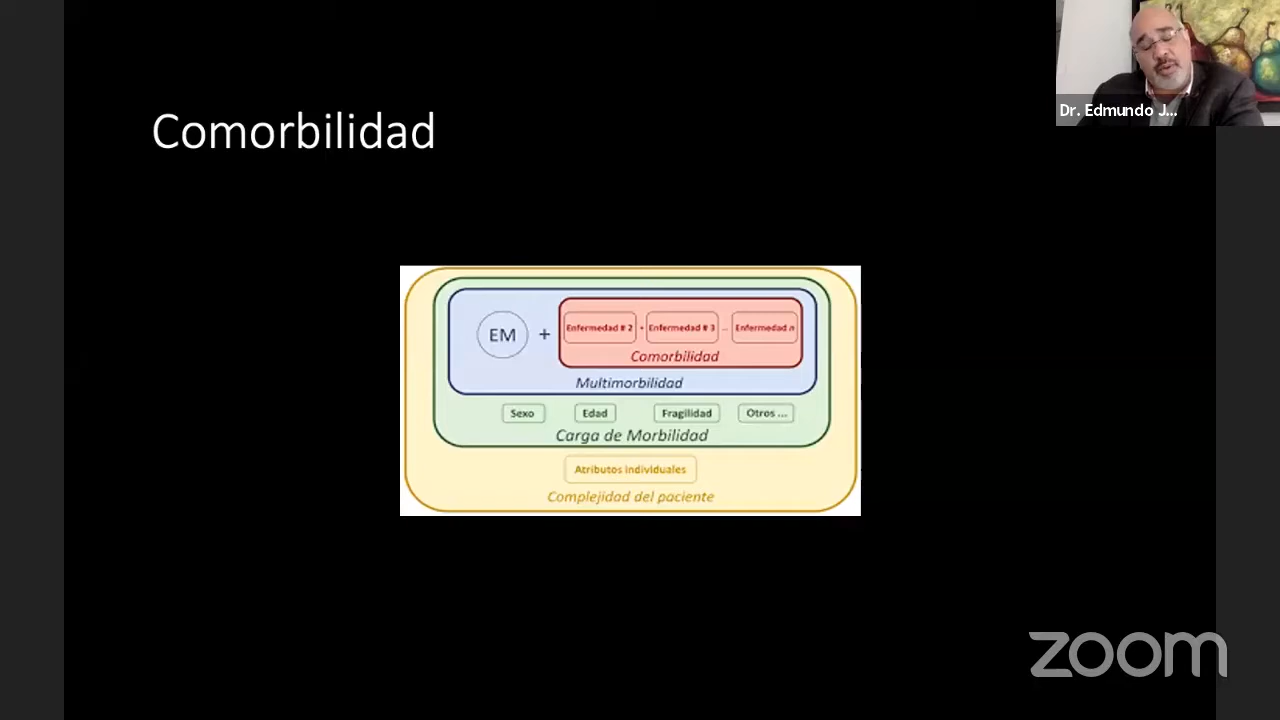 Dr. Edmundo J...
Comorbilidad
EM + Enfermedad # 2 + Enfermedad # 3 ... Enfermedad n
Comorbilidad
Multimorbilidad
Sexo Edad Fragilidad Otros ...
Carga de Morbilidad
Atributos individuales
Complejidad del paciente
zoom